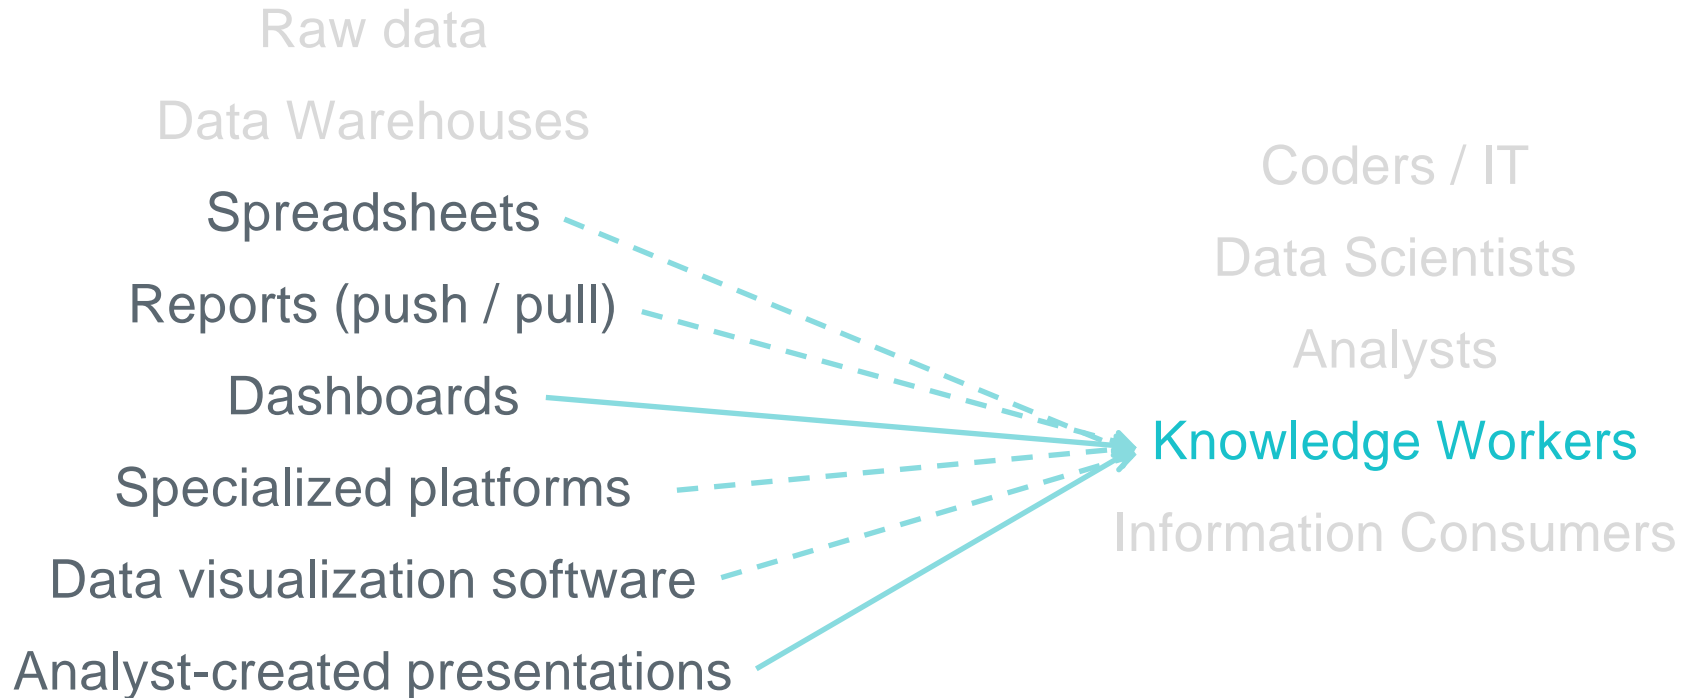 Raw data
Data Warehouses
Spreadsheets
Reports (push / pull)
Dashboards
Specialized platforms
Data visualization software
Analyst-created presentations
Coders / IT
Data Scientists
Analysts
Knowledge Workers
Information Consumers